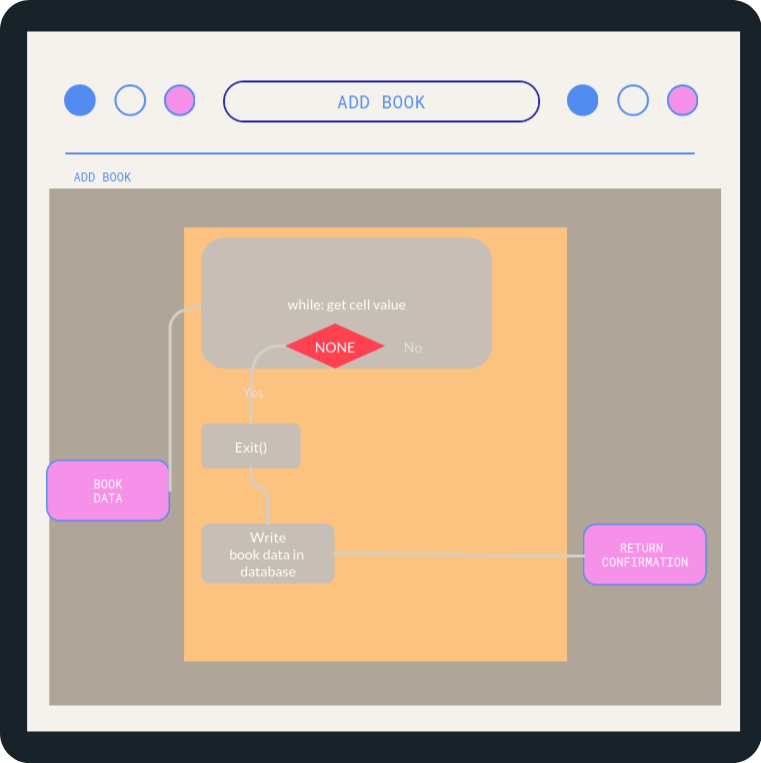 ADD BOOK
ADD BOOK
while: get cell value
NONE
No
Yes
Exit()
BOOK
DATA
Write
book data in
database
RETURN
CONFIRMATION